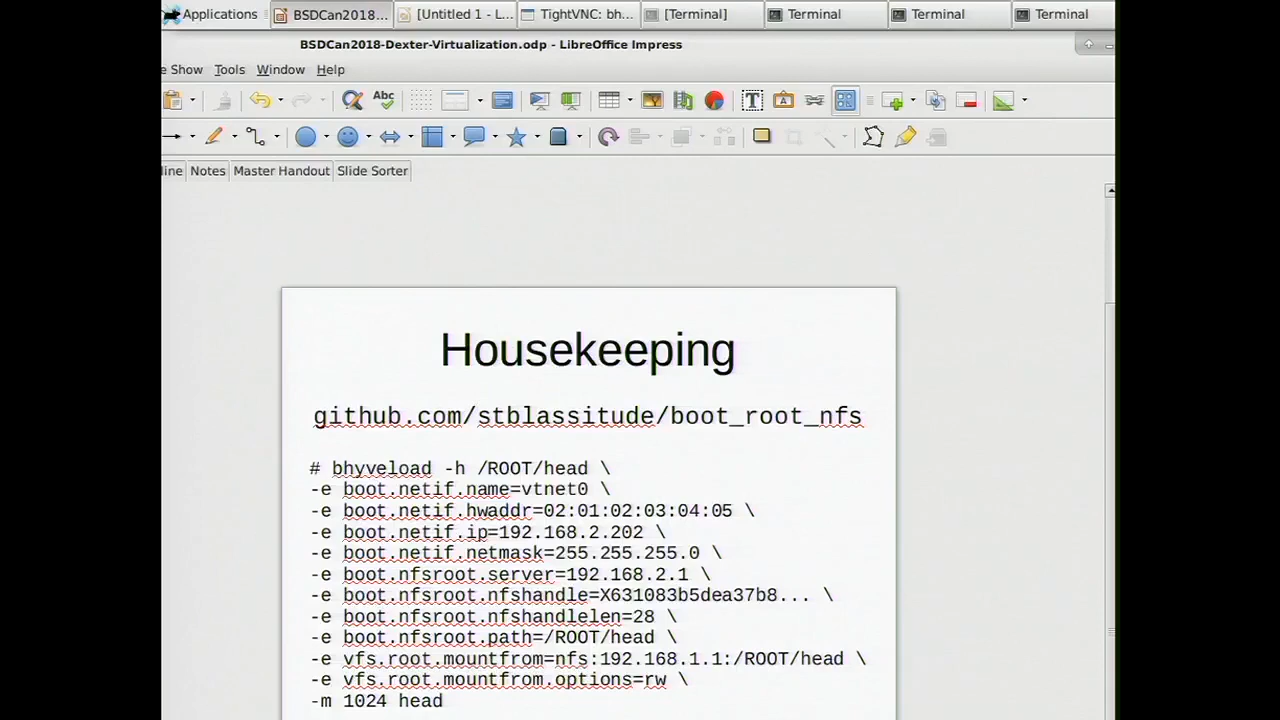 Applications
BSDCan2018...
[Untitled 1 - L...
TightVNC: bh...
[Terminal]
Terminal
Terminal
Terminal
BSDCan2018-Dexter-Virtualization.odp - LibreOffice Impress
e Show Tools Window Help
Abc
T A
line Notes Master Handout Slide Sorter
Housekeeping
github.com/stblassitude/boot_root_nfs
# bhyveload -h /ROOT/head \
-e boot.netif.name=vtnet0 \
-e boot.netif.hwaddr=02:01:02:03:04:05 \
-e boot.netif.ip=192.168.2.202 \
-e boot.netif.netmask=255.255.255.0 \
-e boot.nfsroot.server=192.168.2.1 \
-e boot.nfsroot.nfshandle=X631083b5dea37b8... \
-e boot.nfsroot.nfshandlelen=28 \
-e boot.nfsroot.path=/ROOT/head \
-e vfs.root.mountfrom=nfs:192.168.1.1:/ROOT/head \
-e vfs.root.mountfrom.options=rw \
-m 1024 head